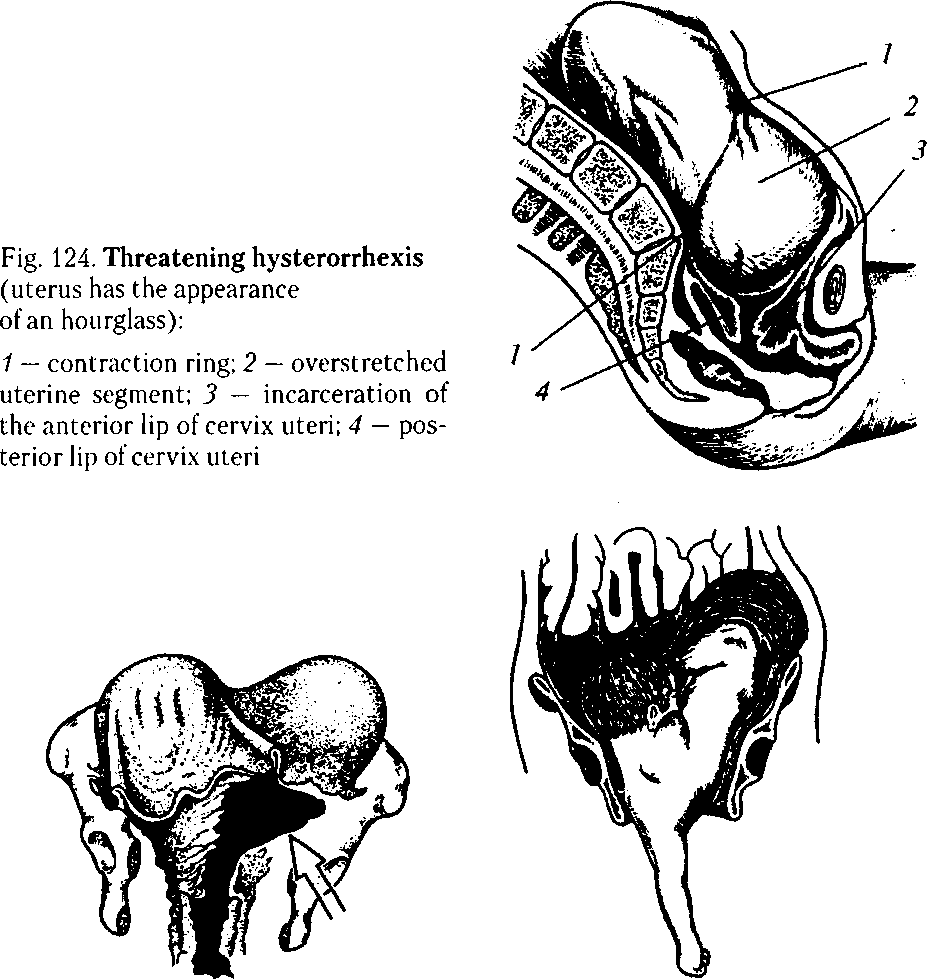 Fig. 124. Threatening hysterorrhexis
(uterus has the appearance
of an hourglass):
1 — contraction ring; 2 — overstretched
uterine segment; 3 — incarceration of
the anterior lip of cervix uteri; 4 — pos-
terior lip of cervix uteri
1
2
3
1
4